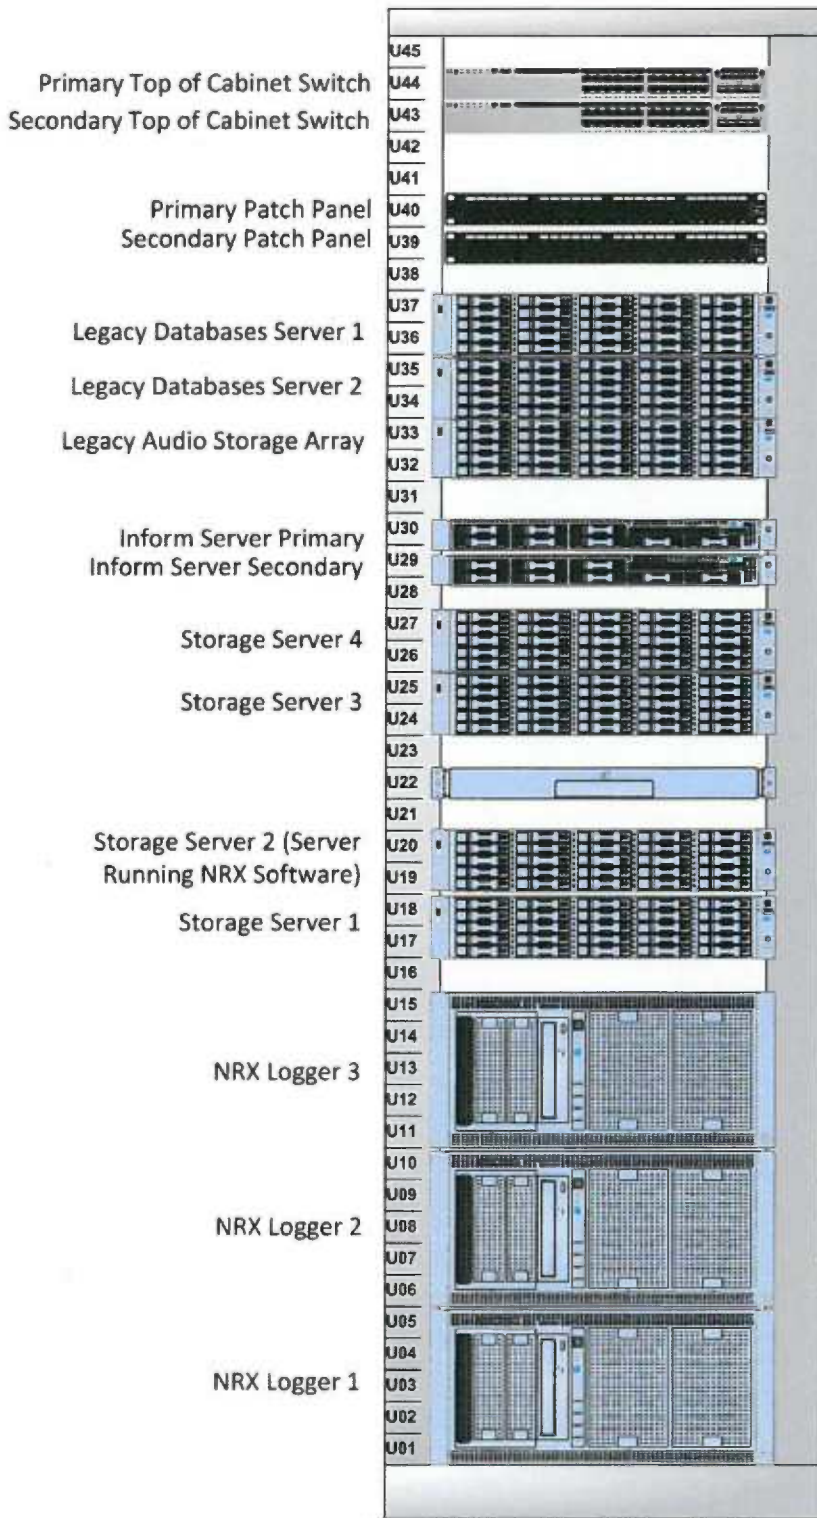 U45
Primary Top of Cabinet Switch U44
Secondary Top of Cabinet Switch U43
U42
U41
Primary Patch Panel U40
Secondary Patch Panel U39
U38
U37
Legacy Databases Server 1
U36
U35
Legacy Databases Server 2
U34
U33
Legacy Audio Storage Array
U32
U31
Inform Server Primary U30
Inform Server Secondary U29
U28
U27
Storage Server 4
U26
U25
Storage Server 3
U24
U23
U22
U21
Storage Server 2 (Server U20
Running NRX Software) U19
U18
Storage Server 1
U17
U16
U15
U14
NRX Logger 3 U13
U12
U11
U10
U09
NRX Logger 2 U08
U07
U06
U05
U04
NRX Logger 1 U03
U02
U01